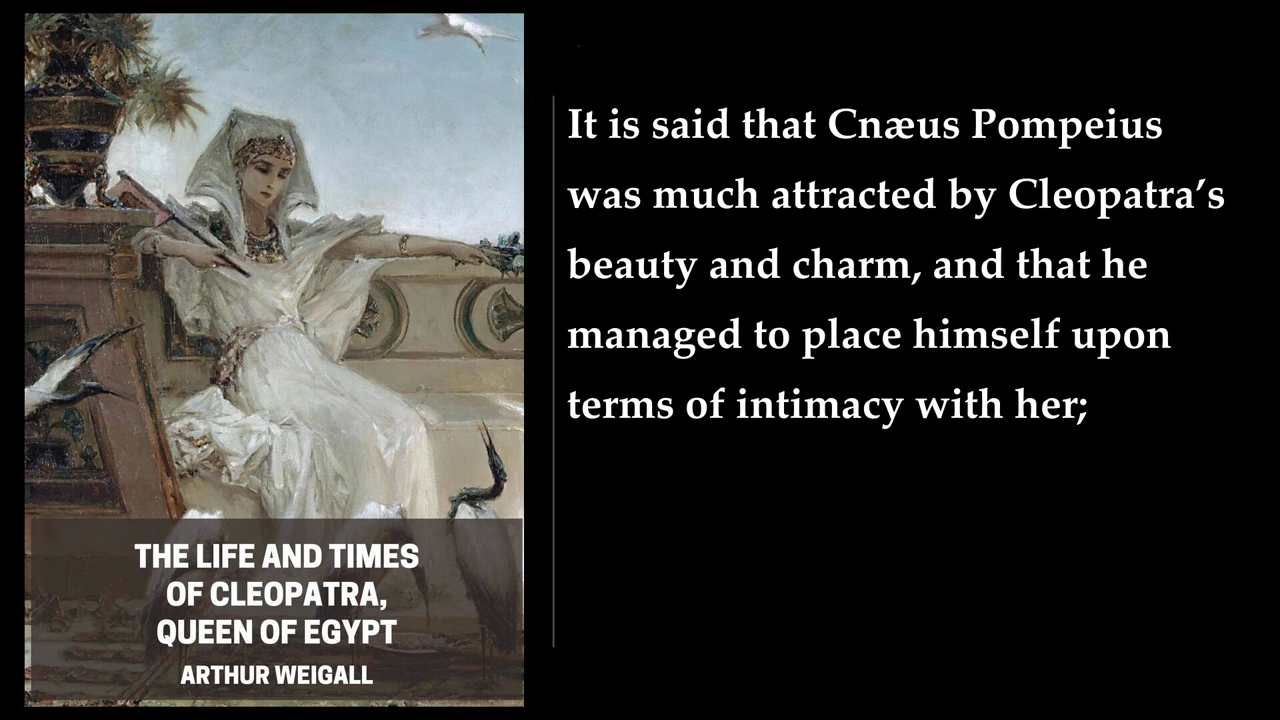 It is said that Cnæus Pompeius
was much attracted by Cleopatra’s
beauty and charm, and that he
managed to place himself upon
terms of intimacy with her;
THE LIFE AND TIMES
OF CLEOPATRA,
QUEEN OF EGYPT
ARTHUR WEIGALL